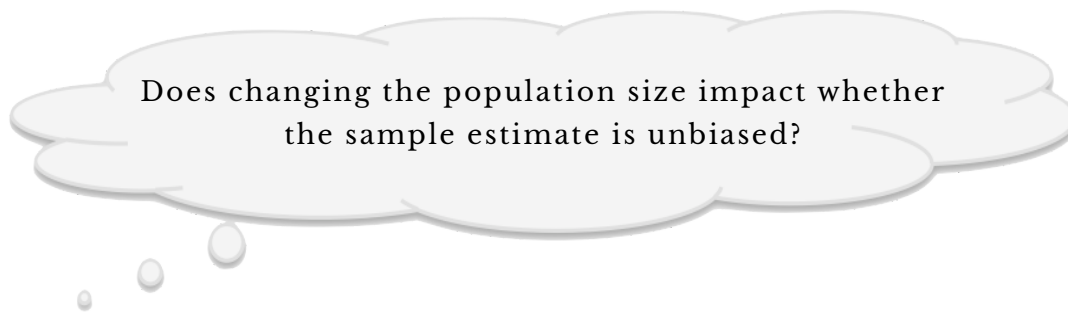 Does changing the population size impact whether
the sample estimate is unbiased?